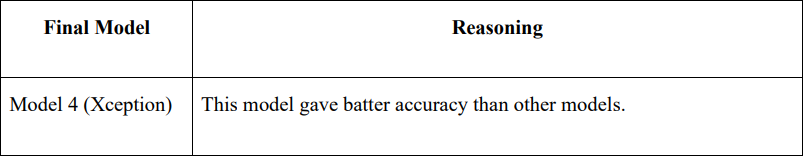 Final Model
Reasoning
Model 4 (Xception)
This model gave batter accuracy than other models.